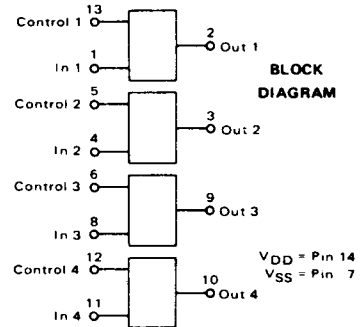 13
Control 1
2
Out 1
1
In 1
BLOCK
DIAGRAM
5
Control 2
3
Out 2
4
In 2
6
Control 3
9
Out 3
8
In 3
VDD = Pin 14
VSS = Pin 7
12
Control 4
10
Out 4
11
In 4